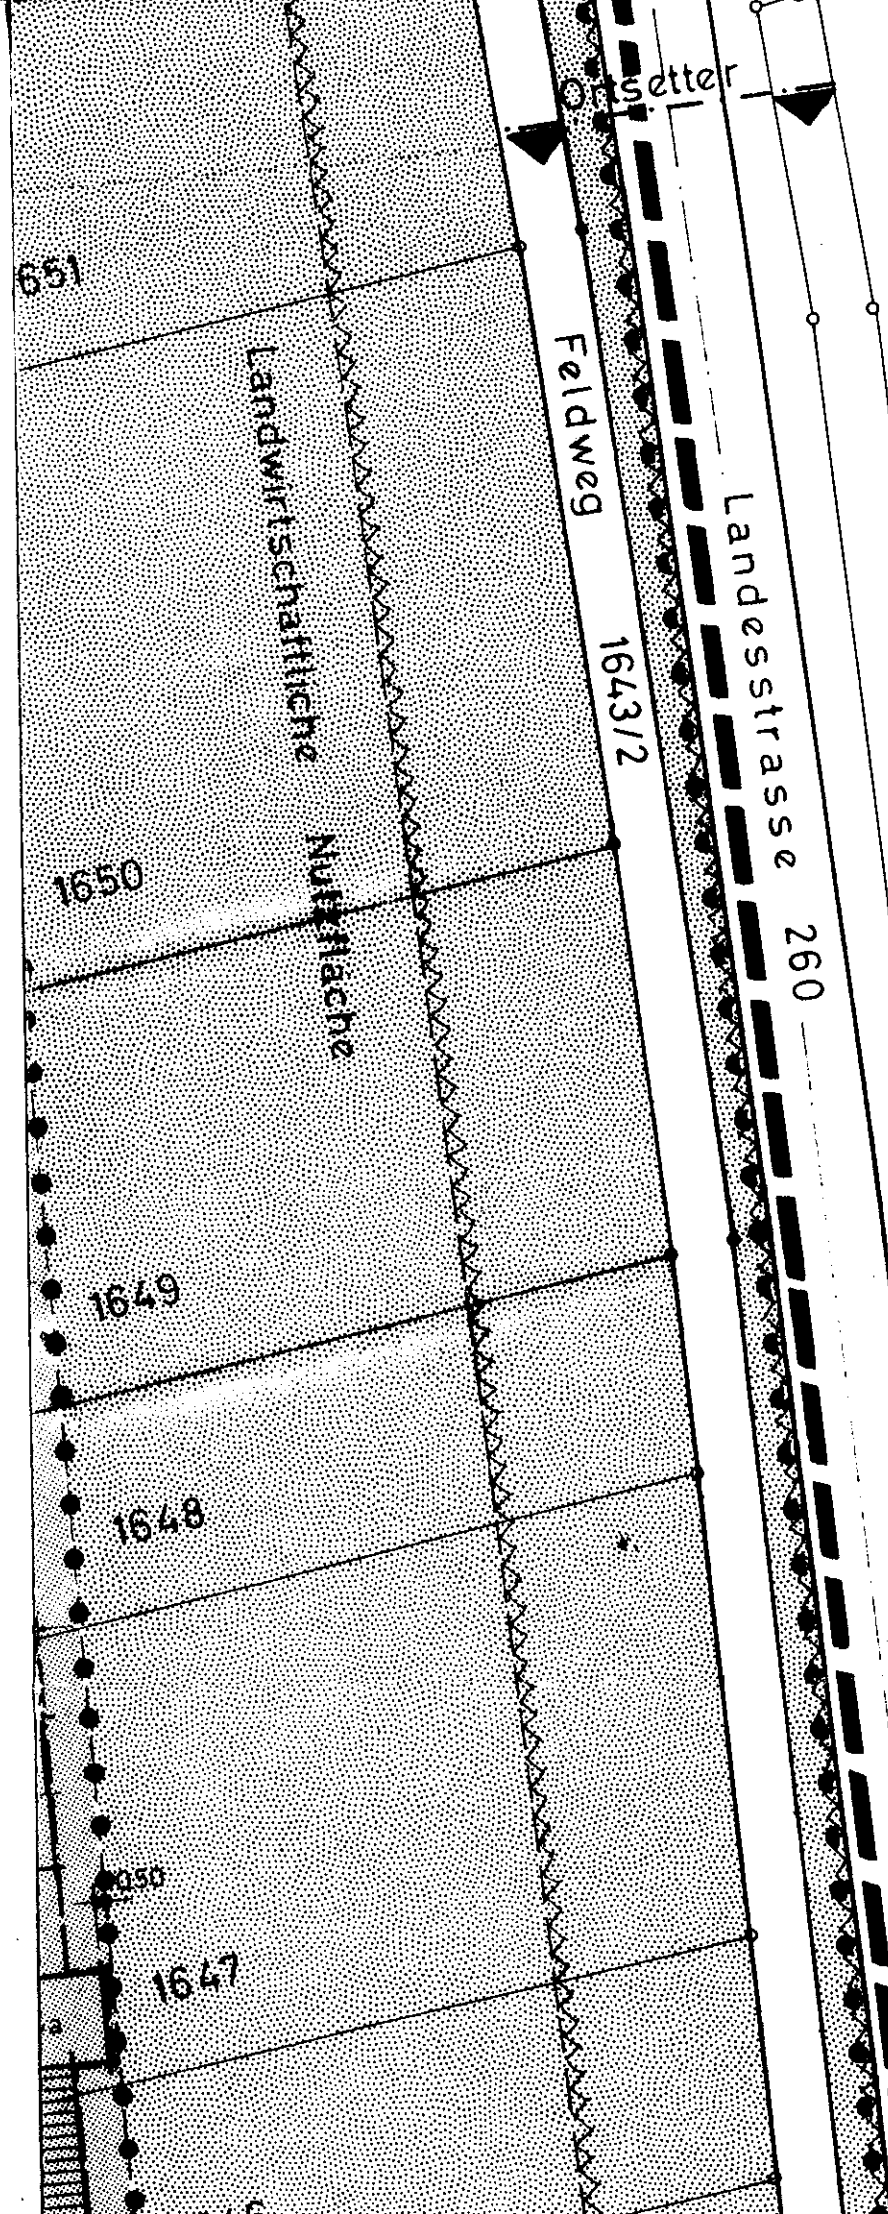 Ortsetter
651
Feldweg 1643/2
Landwirtschaftliche Nutzfläche
Landesstrasse 260
1650
1649
1648
1647